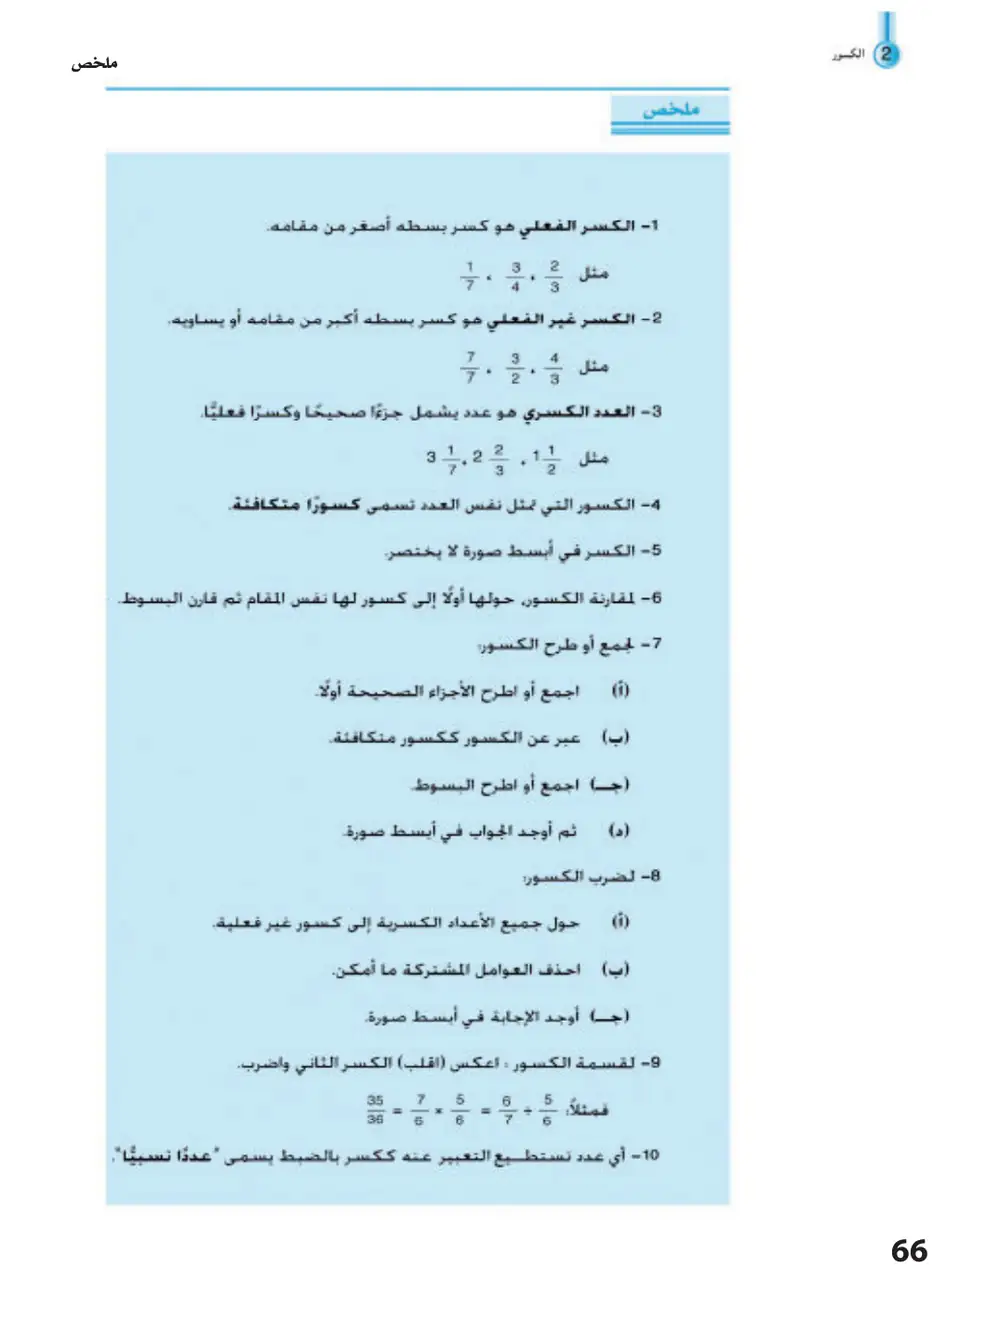 2 الكسور
ملخص
ملخص
1- الكسر الفعلي هو كسر بسطه أصغر من مقامه.
مثل 2/3 ، 3/4 ، 1/7
2- الكسر غير الفعلي هو كسر بسطه أكبر من مقامه أو يساويه.
مثل 4/3 ، 3/2 ، 7/7
3- العدد الكسري هو عدد يشمل جزءًا صحيحًا وكسرًا فعليًّا.
مثل 1 1/2 ، 2 2/3 ، 3 1/7
4- الكسور التي تمثل نفس العدد تسمى كسورًا متكافئة.
5- الكسر في أبسط صورة لا يختصر.
6- لمقارنة الكسور، حولها أولًا إلى كسور لها نفس المقام ثم قارن البسوط.
7- لجمع أو طرح الكسور:
(أ) اجمع أو اطرح الأجزاء الصحيحة أولًا.
(ب) عبر عن الكسور ككسور متكافئة.
(جـ) اجمع أو اطرح البسوط.
(د) ثم أوجد الجواب في أبسط صورة.
8- لضرب الكسور:
(أ) حول جميع الأعداد الكسرية إلى كسور غير فعلية.
(ب) احذف العوامل المشتركة ما أمكن.
(جـ) أوجد الإجابة في أبسط صورة.
9- لقسمة الكسور : اعكس (اقلب) الكسر الثاني واضرب.
فمثلاً: 5/6 ÷ 6/7 = 5/6 × 7/6 = 35/36
10- أي عدد تستطيع التعبير عنه ككسر بالضبط يسمى "عددًا نسبيًّا".
66